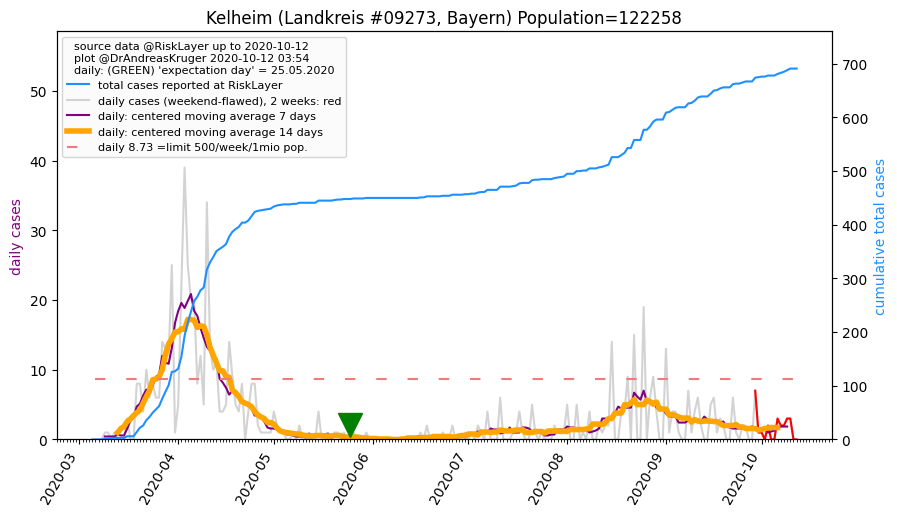 Kelheim (Landkreis #09273, Bayern) Population=122258
source data @RiskLayer up to 2020-10-12
plot @DrAndreasKruger 2020-10-12 03:54
daily: (GREEN) 'expectation day' = 25.05.2020
total cases reported at RiskLayer
daily cases (weekend-flawed), 2 weeks: red
daily: centered moving average 7 days
daily: centered moving average 14 days
daily 8.73 =limit 500/week/1mio pop.
daily cases
50
40
30
20
10
0
cumulative total cases
700
600
500
400
300
200
100
0
2020-03
2020-04
2020-05
2020-06
2020-07
2020-08
2020-09
2020-10